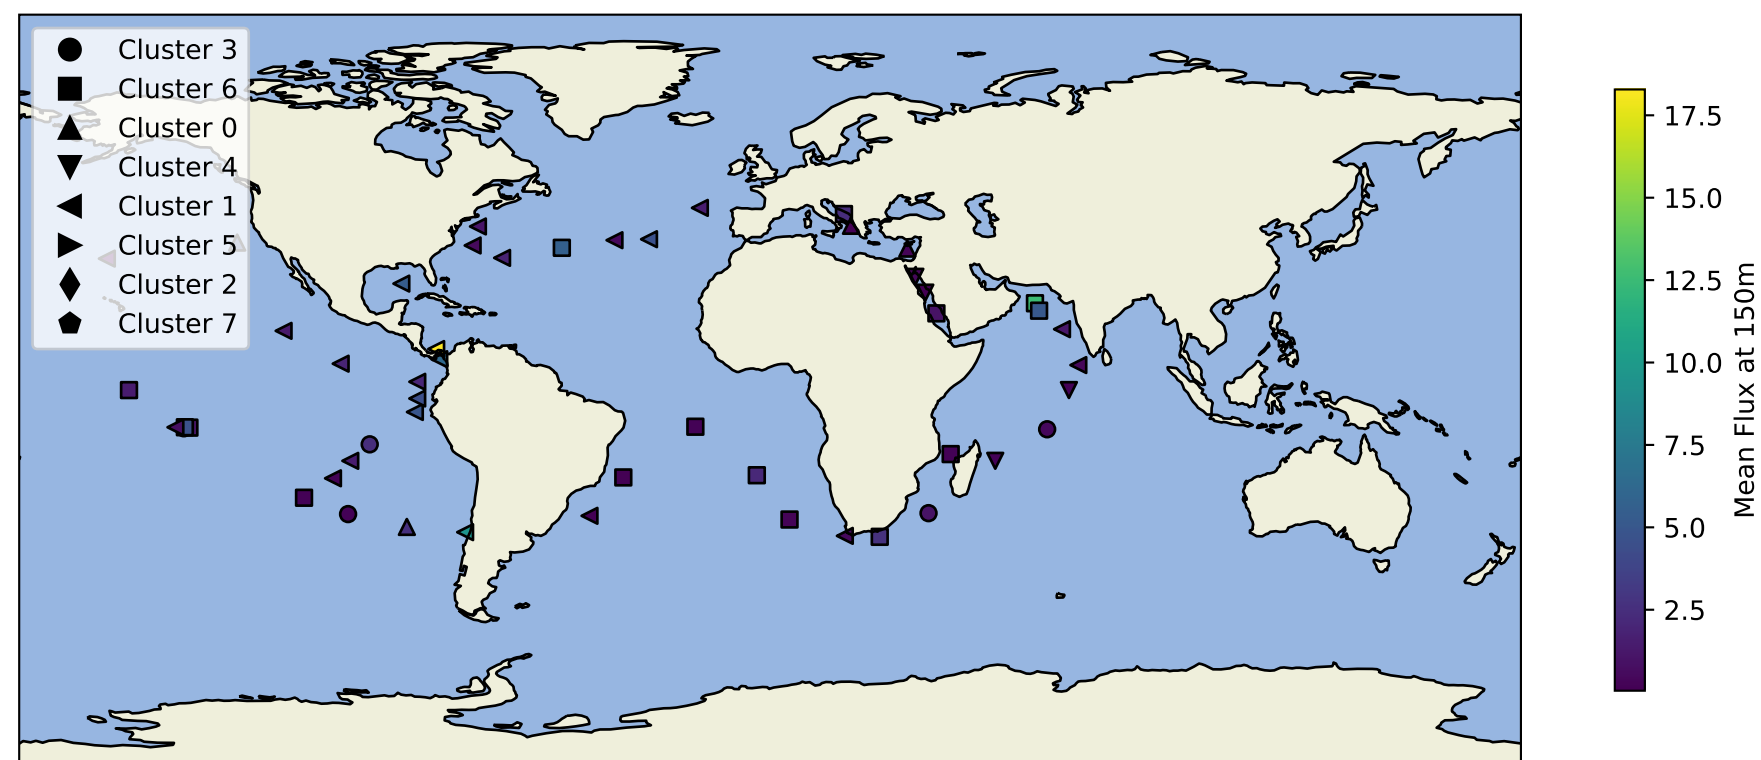 Cluster 3
Cluster 6
Cluster 0
Cluster 4
Cluster 1
Cluster 5
Cluster 2
Cluster 7
17.5
15.0
12.5
10.0
7.5
5.0
2.5
Mean Flux at 150m